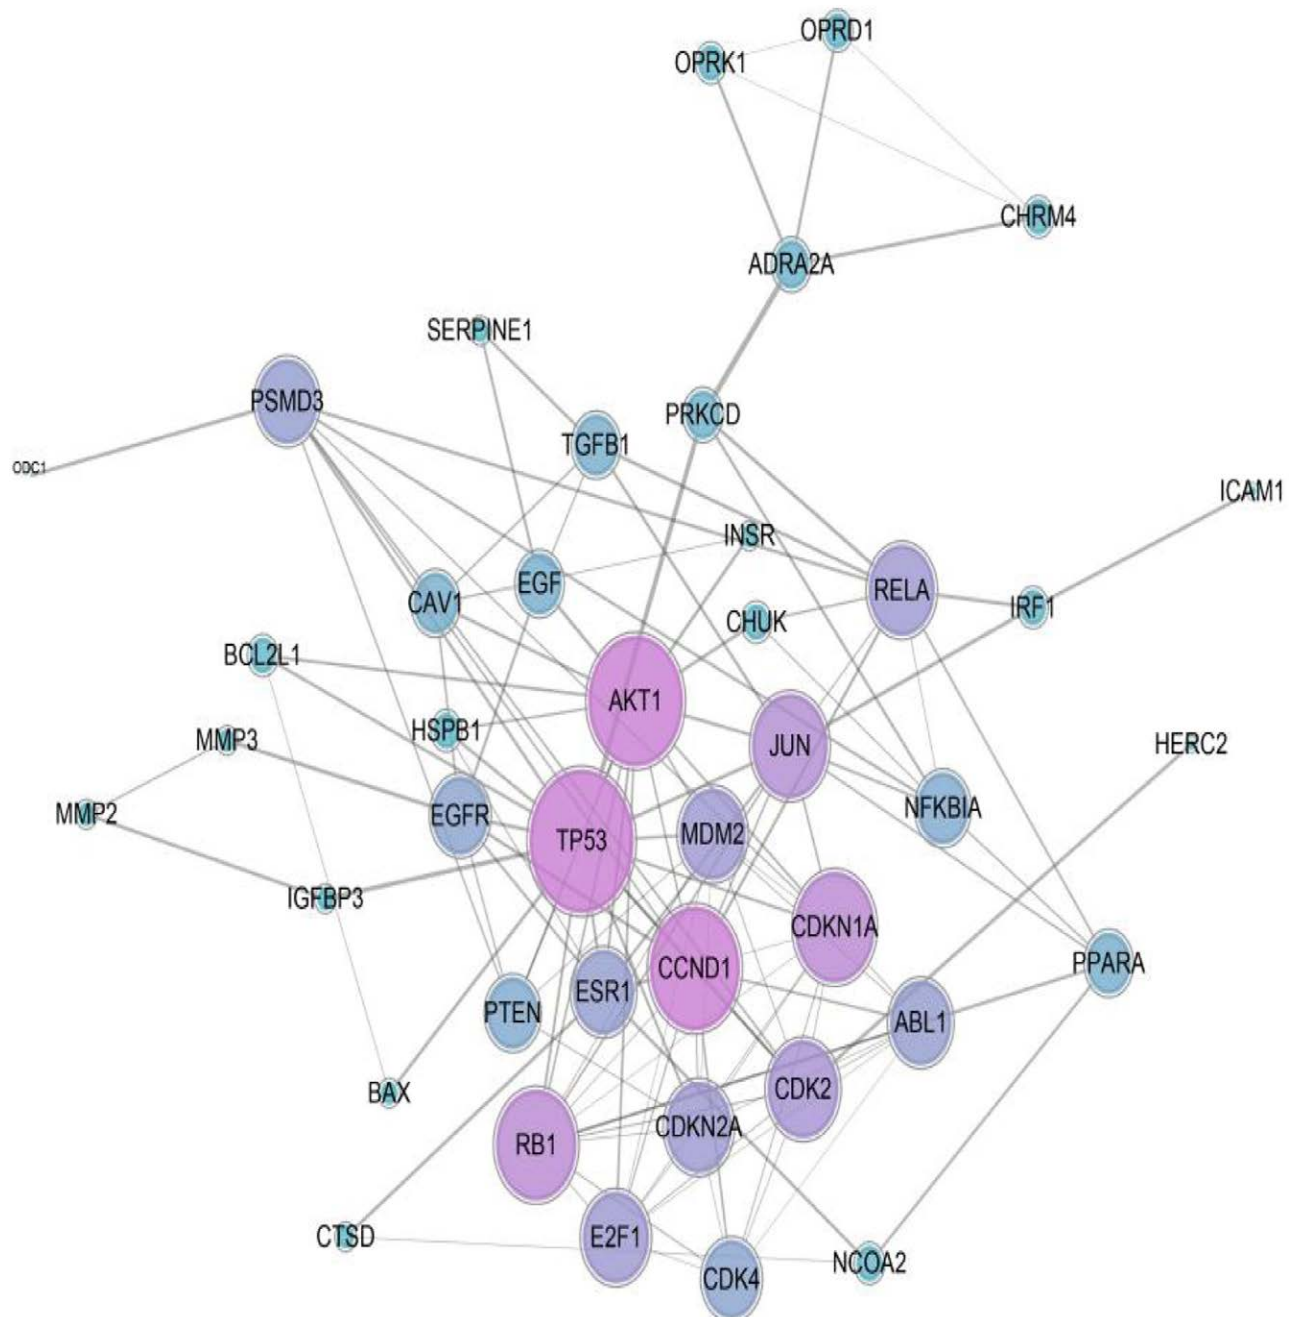 OPRD1
OPRK1
CHRM4
ADRA2A
SERPINE1
PSMD3
PRKCD
TGFB1
ODC1
ICAM1
INSR
EGF
RELA
CAV1
IRF1
CHUK
BCL2L1
AKT1
HSPB1
MMP3
JUN
HERC2
NFKBIA
MMP2
EGFR
TP53
MDM2
IGFBP3
CDKN1A
CCND1
PPARA
ESR1
PTEN
ABL1
BAX
CDK2
CDKN2A
RB1
CTSD
E2F1
NCOA2
CDK4